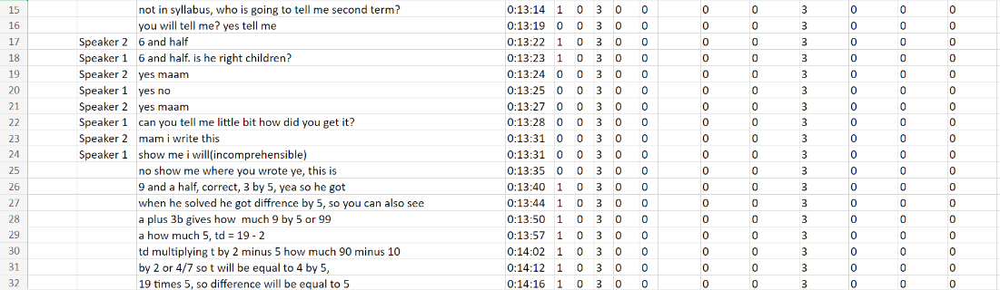 15 not in syllabus, who is going to tell me second term? 0:13:14 1 0 3 0 0 0 0 3 0 0 0
16 you will tell me? yes tell me 0:13:19 0 0 3 0 0 0 0 3 0 0 0
17 Speaker 2 6 and half 0:13:22 1 0 3 0 0 0 0 3 0 0 0
18 Speaker 1 6 and half. is he right children? 0:13:23 1 0 3 0 0 0 0 3 0 0 0
19 Speaker 2 yes maam 0:13:24 0 0 3 0 0 0 0 3 0 0 0
20 Speaker 1 yes no 0:13:25 0 0 3 0 0 0 0 3 0 0 0
21 Speaker 2 yes maam 0:13:27 0 0 3 0 0 0 0 3 0 0 0
22 Speaker 1 can you tell me little bit how did you get it? 0:13:28 0 0 3 0 0 0 0 3 0 0 0
23 Speaker 2 mam i write this 0:13:31 0 0 3 0 0 0 0 3 0 0 0
24 Speaker 1 show me i will(incomprehensible) 0:13:31 0 0 3 0 0 0 0 3 0 0 0
25 no show me where you wrote ye, this is 0:13:35 0 0 3 0 0 0 0 3 0 0 0
26 9 and a half, correct, 3 by 5, yea so he got 0:13:40 1 0 3 0 0 0 0 3 0 0 0
27 when he solved he got diffrence by 5, so you can also see 0:13:44 1 0 3 0 0 0 0 3 0 0 0
28 a plus 3b gives how  much 9 by 5 or 99 0:13:50 1 0 3 0 0 0 0 3 0 0 0
29 a how much 5, td = 19 - 2 0:13:57 1 0 3 0 0 0 0 3 0 0 0
30 td multiplying t by 2 minus 5 how much 90 minus 10 0:14:02 1 0 3 0 0 0 0 3 0 0 0
31 by 2 or 4/7 so t will be equal to 4 by 5, 0:14:12 1 0 3 0 0 0 0 3 0 0 0
32 19 times 5, so difference will be equal to 5 0:14:16 1 0 3 0 0 0 0 3 0 0 0